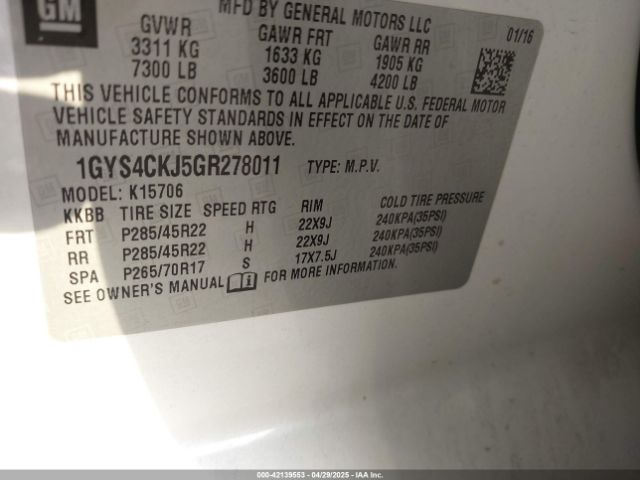 GM
MFD BY GENERAL MOTORS LLC
01/16
GVWR GAWR FRT GAWR RR
3311 KG 1633 KG 1905 KG
7300 LB 3600 LB 4200 LB
THIS VEHICLE CONFORMS TO ALL APPLICABLE U.S. FEDERAL MOTOR
VEHICLE SAFETY STANDARDS IN EFFECT ON THE DATE OF
MANUFACTURE SHOWN ABOVE.
1GYS4CKJ5GR278011 TYPE: M.P.V.
MODEL: K15706
KKBB TIRE SIZE SPEED RTG RIM COLD TIRE PRESSURE
FRT P285/45R22 H 22X9J 240KPA(35PSI)
RR P285/45R22 H 22X9J 240KPA(35PSI)
SPA P265/70R17 S 17X7.5J 240KPA(35PSI)
SEE OWNER'S MANUAL FOR MORE INFORMATION.
000-42139553 - 04/29/2025 - IAA, Inc.